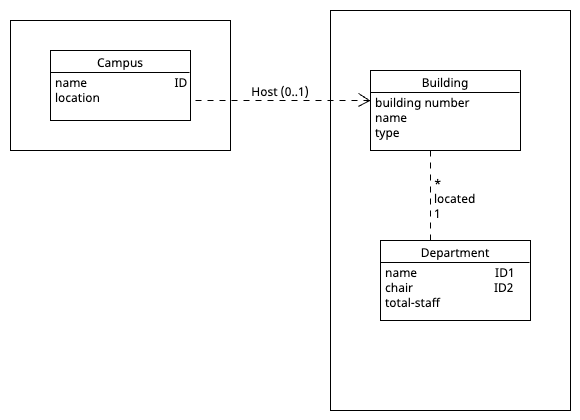 Campus
name ID
location
Host (0..1)
Building
building number
name
type
*
located
1
Department
name ID1
chair ID2
total-staff